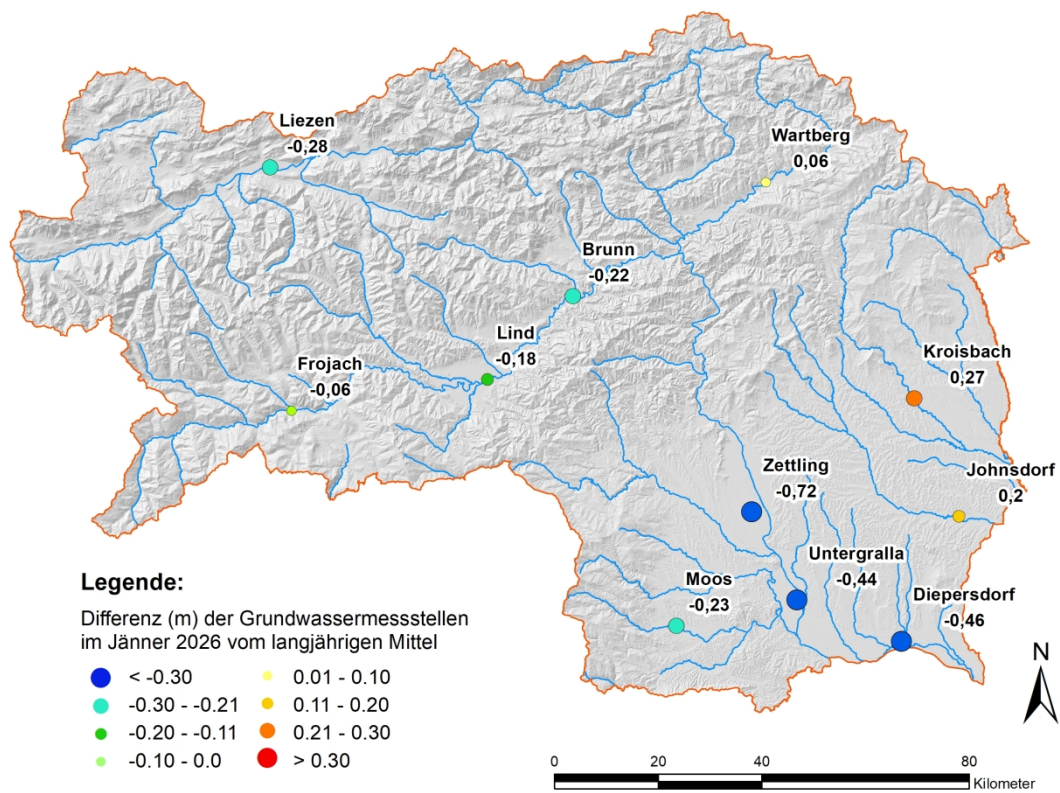 Liezen
-0,28
Wartberg
0,06
Brunn
-0,22
Lind
-0,18
Frojach
-0,06
Kroisbach
0,27
Zettling
-0,72
Johnsdorf
0,2
Untergralla
-0,44
Moos
-0,23
Diepersdorf
-0,46
Legende:
Differenz (m) der Grundwassermessstellen
im Jänner 2026 vom langjährigen Mittel
< -0.30
-0.30 - -0.21
-0.20 - -0.11
-0.10 - 0.0
0.01 - 0.10
0.11 - 0.20
0.21 - 0.30
> 0.30
N
0 20 40 60 80
Kilometer